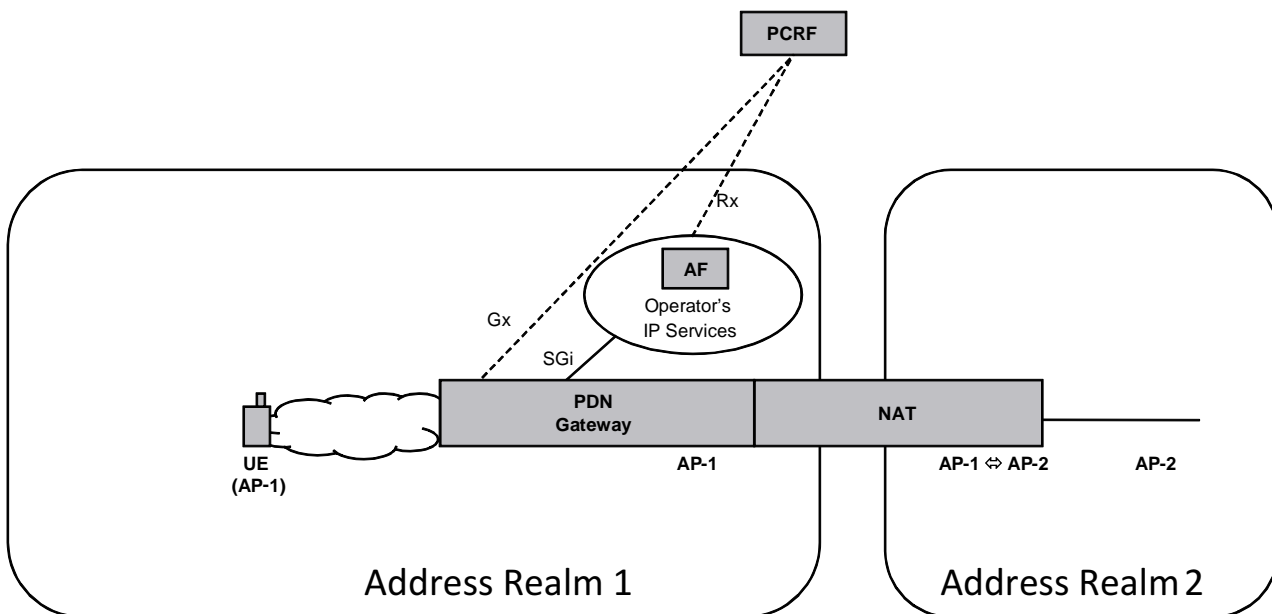 PCRF
Rx
AF
Operator's
IP Services
Gx
SGi
PDN
Gateway
NAT
UE
(AP-1)
AP-1
AP-1 ⇔ AP-2
AP-2
Address Realm 1
Address Realm 2